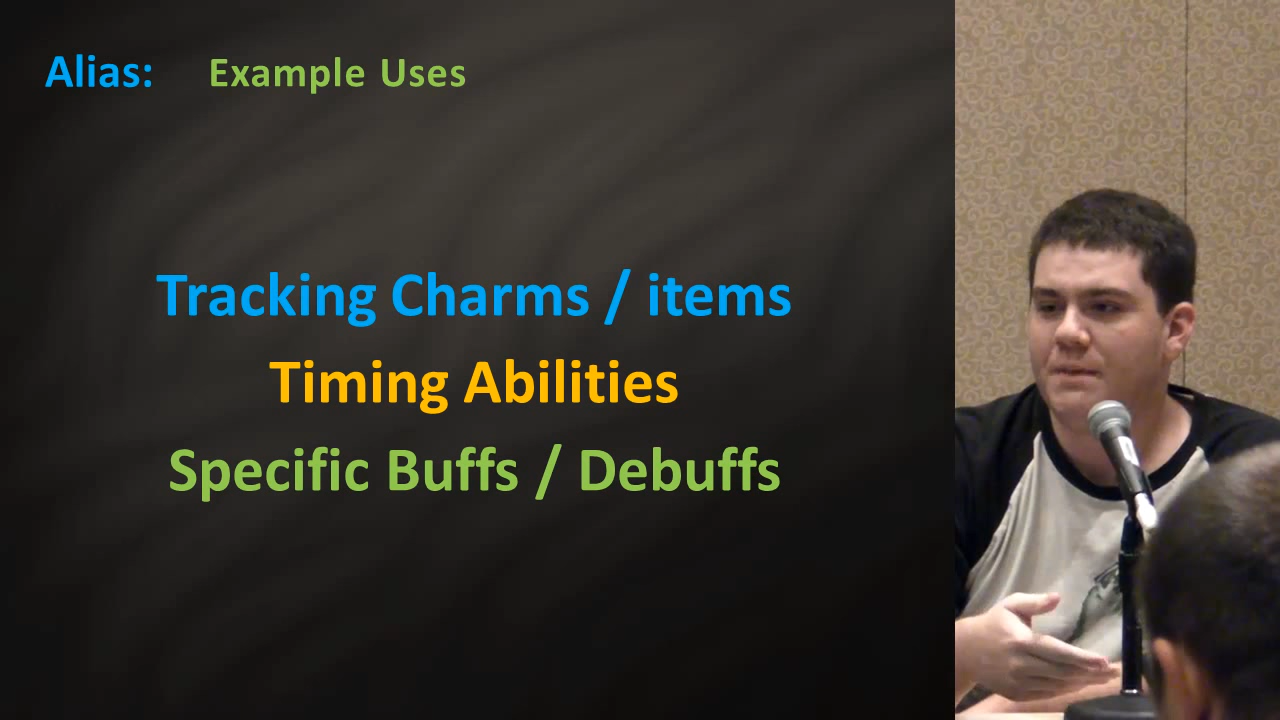 Alias: Example Uses
Tracking Charms / items
Timing Abilities
Specific Buffs / Debuffs